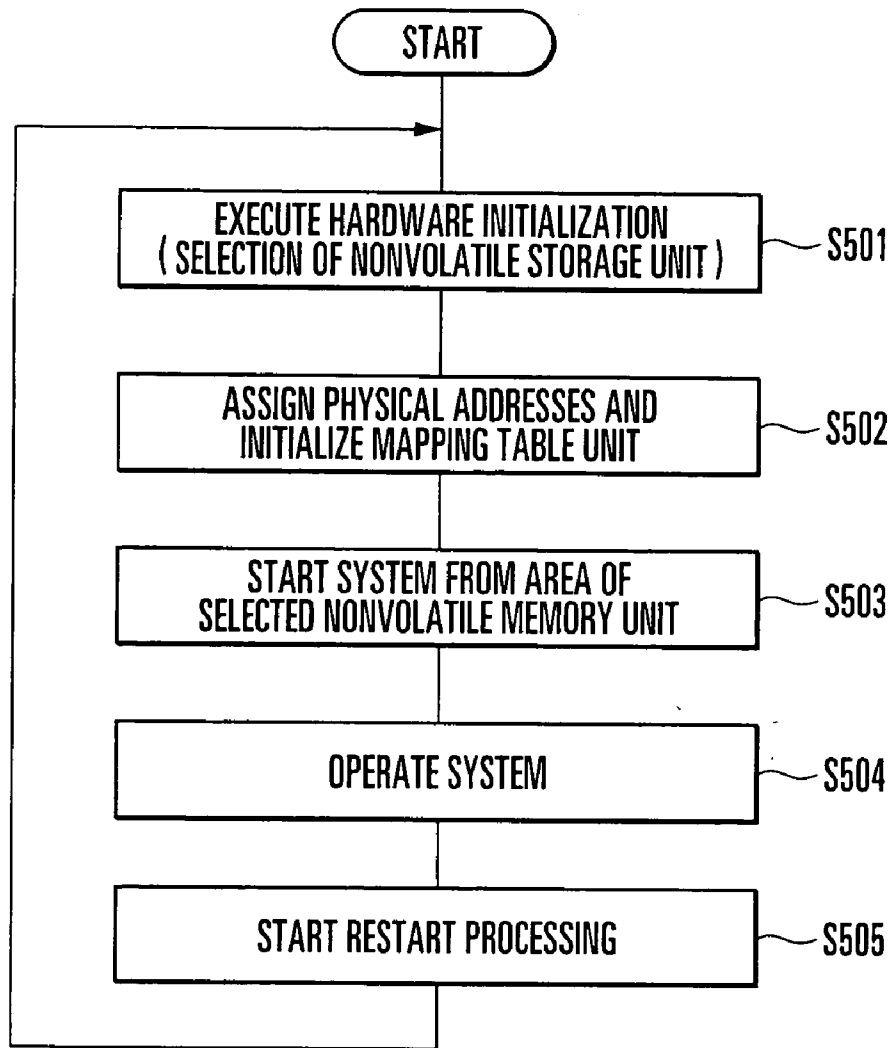 START
EXECUTE HARDWARE INITIALIZATION
( SELECTION OF NONVOLATILE STORAGE UNIT )
S501
ASSIGN PHYSICAL ADDRESSES AND
INITIALIZE MAPPING TABLE UNIT
S502
START SYSTEM FROM AREA OF
SELECTED NONVOLATILE MEMORY UNIT
S503
OPERATE SYSTEM
S504
START RESTART PROCESSING
S505